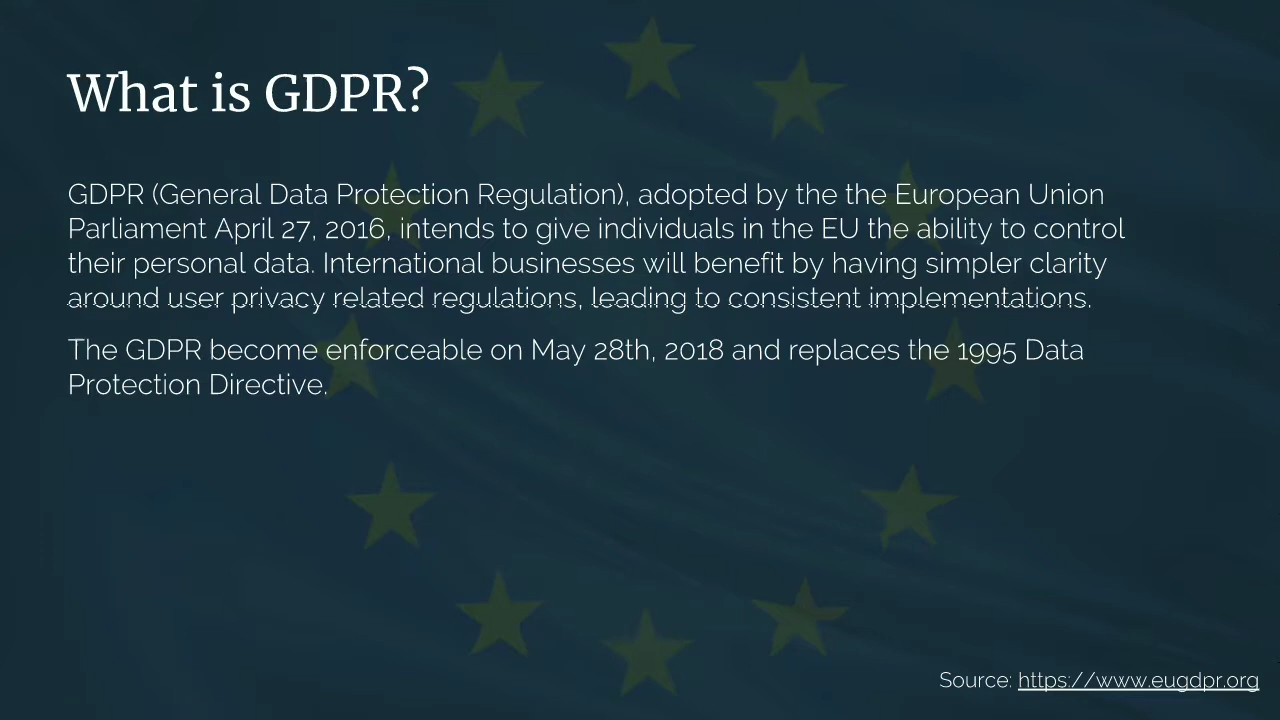 What is GDPR?
GDPR (General Data Protection Regulation), adopted by the the European Union
Parliament April 27, 2016, intends to give individuals in the EU the ability to control
their personal data. International businesses will benefit by having simpler clarity
around user privacy related regulations, leading to consistent implementations.
The GDPR become enforceable on May 28th, 2018 and replaces the 1995 Data
Protection Directive.
Source: https://www.eugdpr.org